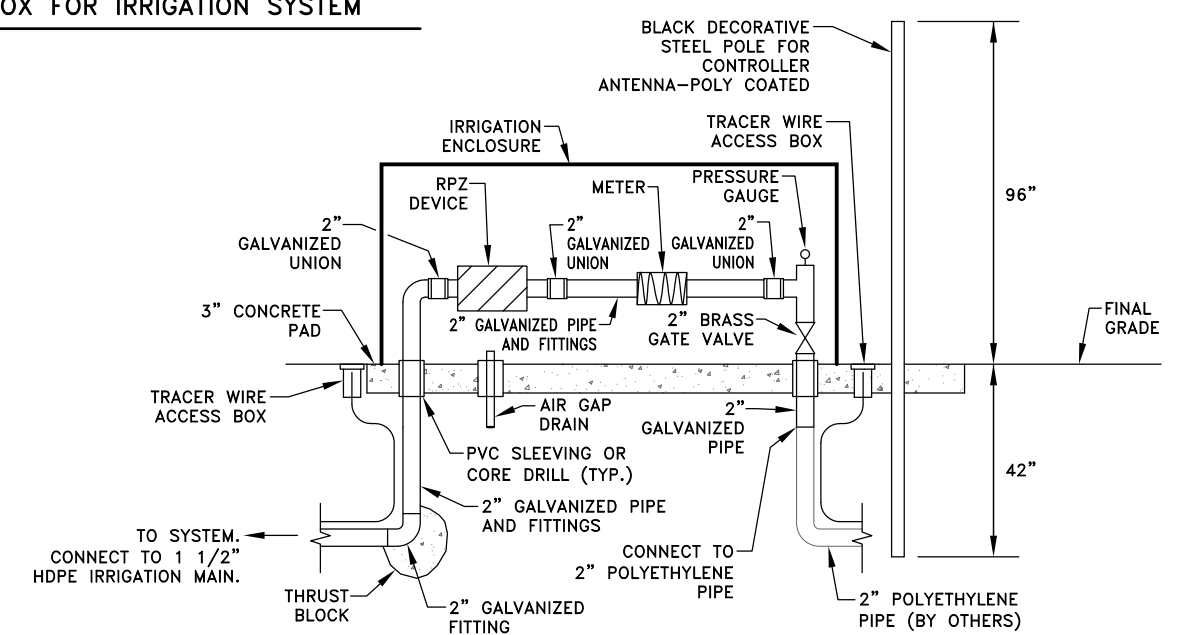 OX FOR IRRIGATION SYSTEM
BLACK DECORATIVE
STEEL POLE FOR
CONTROLLER
ANTENNA-POLY COATED
IRRIGATION
ENCLOSURE
TRACER WIRE
ACCESS BOX
RPZ
DEVICE
METER
PRESSURE
GAUGE
96"
2"
GALVANIZED
UNION
2"
GALVANIZED
UNION
2"
GALVANIZED
UNION
3" CONCRETE
PAD
2" GALVANIZED PIPE
AND FITTINGS
2" BRASS
GATE VALVE
FINAL
GRADE
TRACER WIRE
ACCESS BOX
AIR GAP
DRAIN
2"
GALVANIZED
PIPE
PVC SLEEVING OR
CORE DRILL (TYP.)
42"
2" GALVANIZED PIPE
AND FITTINGS
TO SYSTEM.
CONNECT TO 1 1/2"
HDPE IRRIGATION MAIN.
CONNECT TO
2" POLYETHYLENE
PIPE
THRUST
BLOCK
2" GALVANIZED
FITTING
2" POLYETHYLENE
PIPE (BY OTHERS)